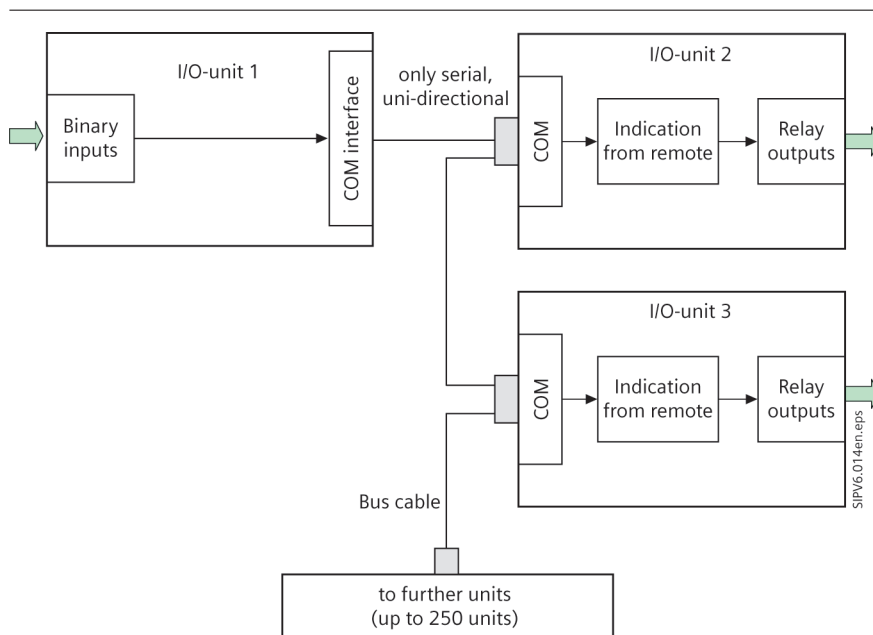 I/O-unit 1
Binary
inputs
COM interface
only serial,
uni-directional
I/O-unit 2
COM
Indication
from remote
Relay
outputs
I/O-unit 3
COM
Indication
from remote
Relay
outputs
SIPV6.014en.eps
Bus cable
to further units
(up to 250 units)